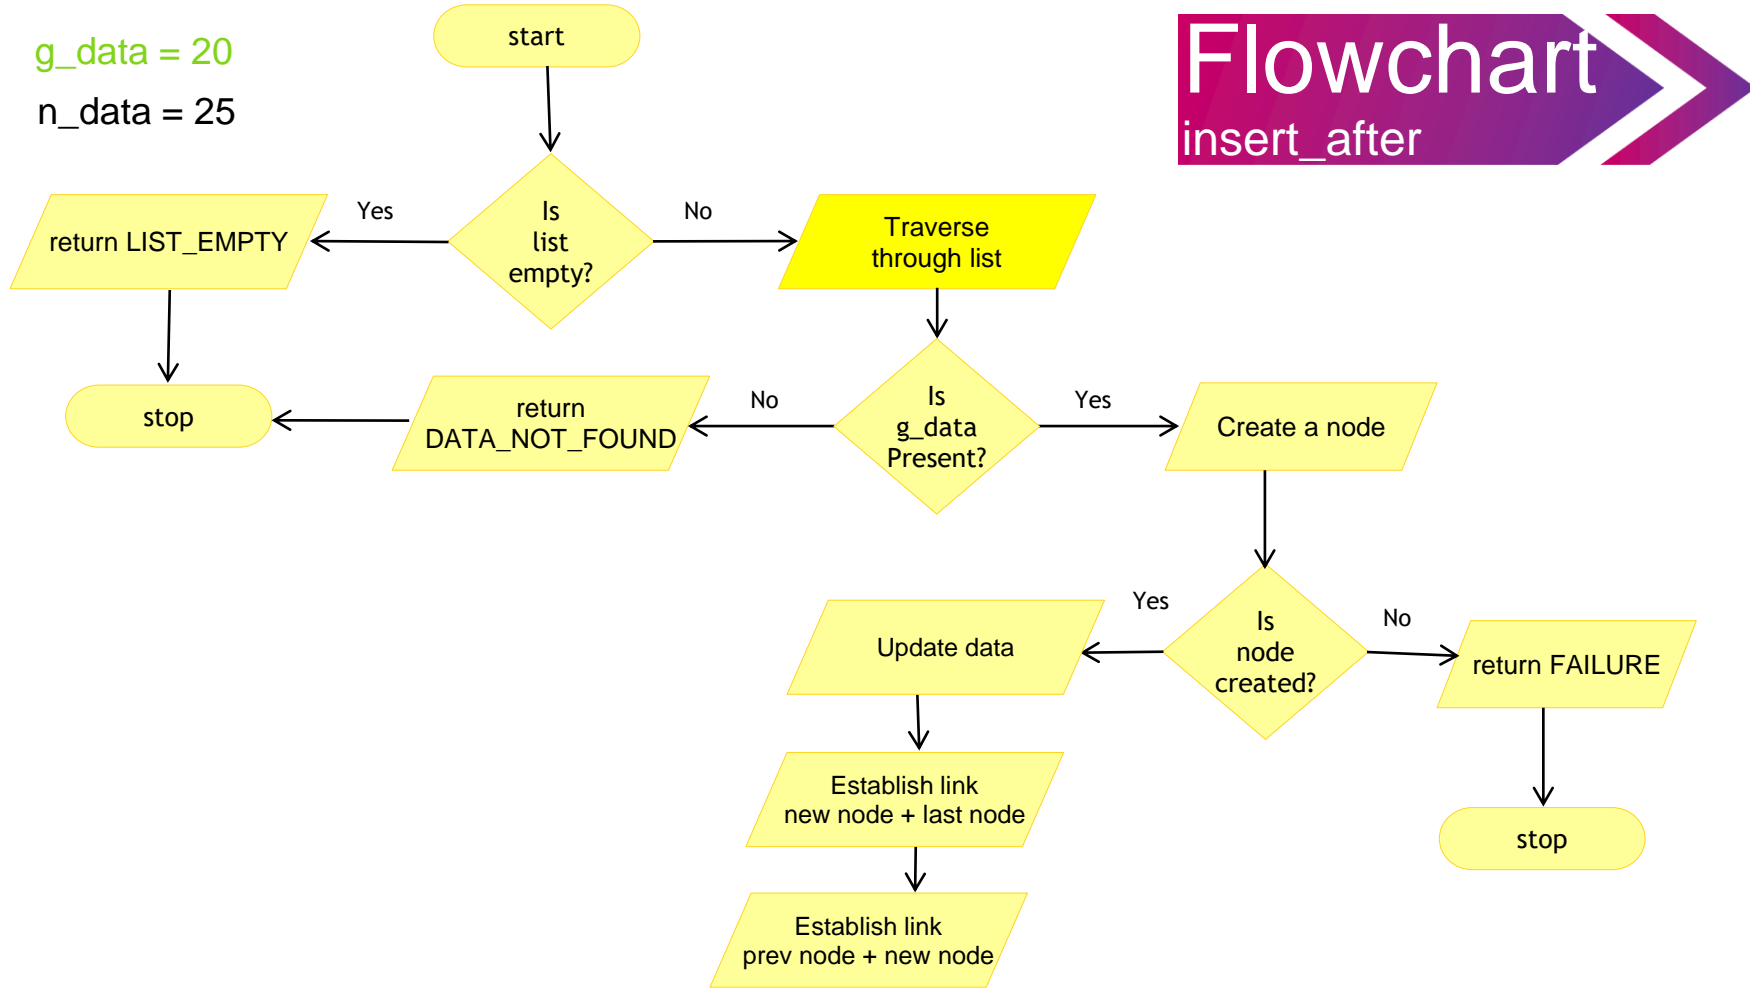 g_data = 20
n_data = 25
start
Flowchart
insert_after
Is
list
empty?
Yes
No
return LIST_EMPTY
Traverse
through list
stop
return
DATA_NOT_FOUND
No
Is
g_data
Present?
Yes
Create a node
Yes
Is
node
created?
No
Update data
return FAILURE
Establish link
new node + last node
stop
Establish link
prev node + new node